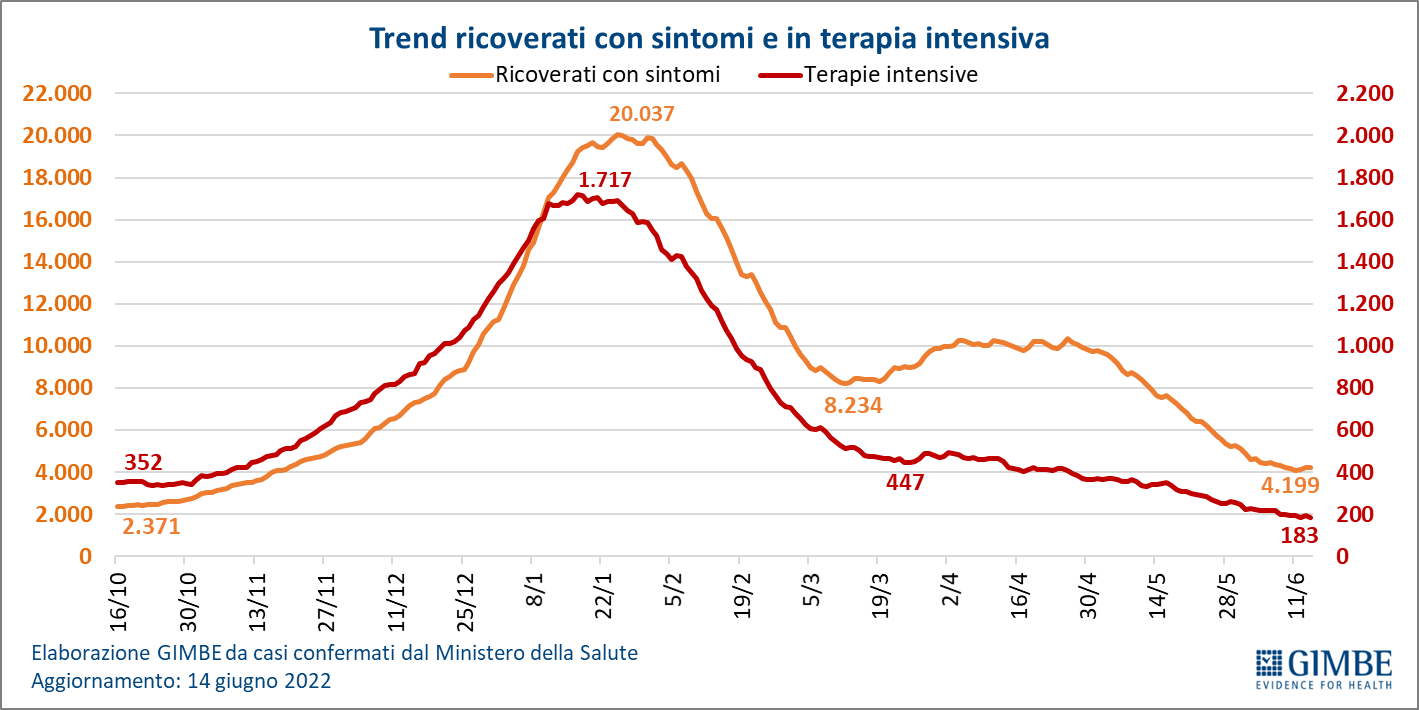 Trend ricoverati con sintomi e in terapia intensiva
Ricoverati con sintomi Terapie intensive
22.000 2.200
20.000 20.037 2.000
18.000 1.717 1.800
16.000 1.600
14.000 1.400
12.000 1.200
10.000 1.000
8.000 8.234 800
6.000 600
4.000 352 447 4.199 400
2.000 2.371 183 200
0 0
16/10 30/10 13/11 27/11 11/12 25/12 8/1 22/1 5/2 19/2 5/3 19/3 2/4 16/4 30/4 14/5 28/5 11/6
Elaborazione GIMBE da casi confermati dal Ministero della Salute
Aggiornamento: 14 giugno 2022
GIMBE
EVIDENCE FOR HEALTH